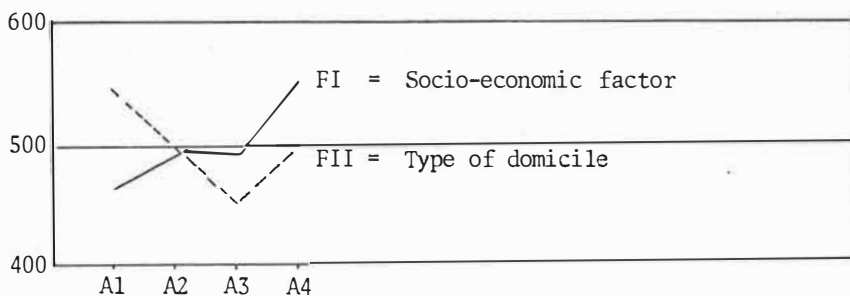 600
FI = Socio-economic factor
500
FII = Type of domicile
400
A1 A2 A3 A4